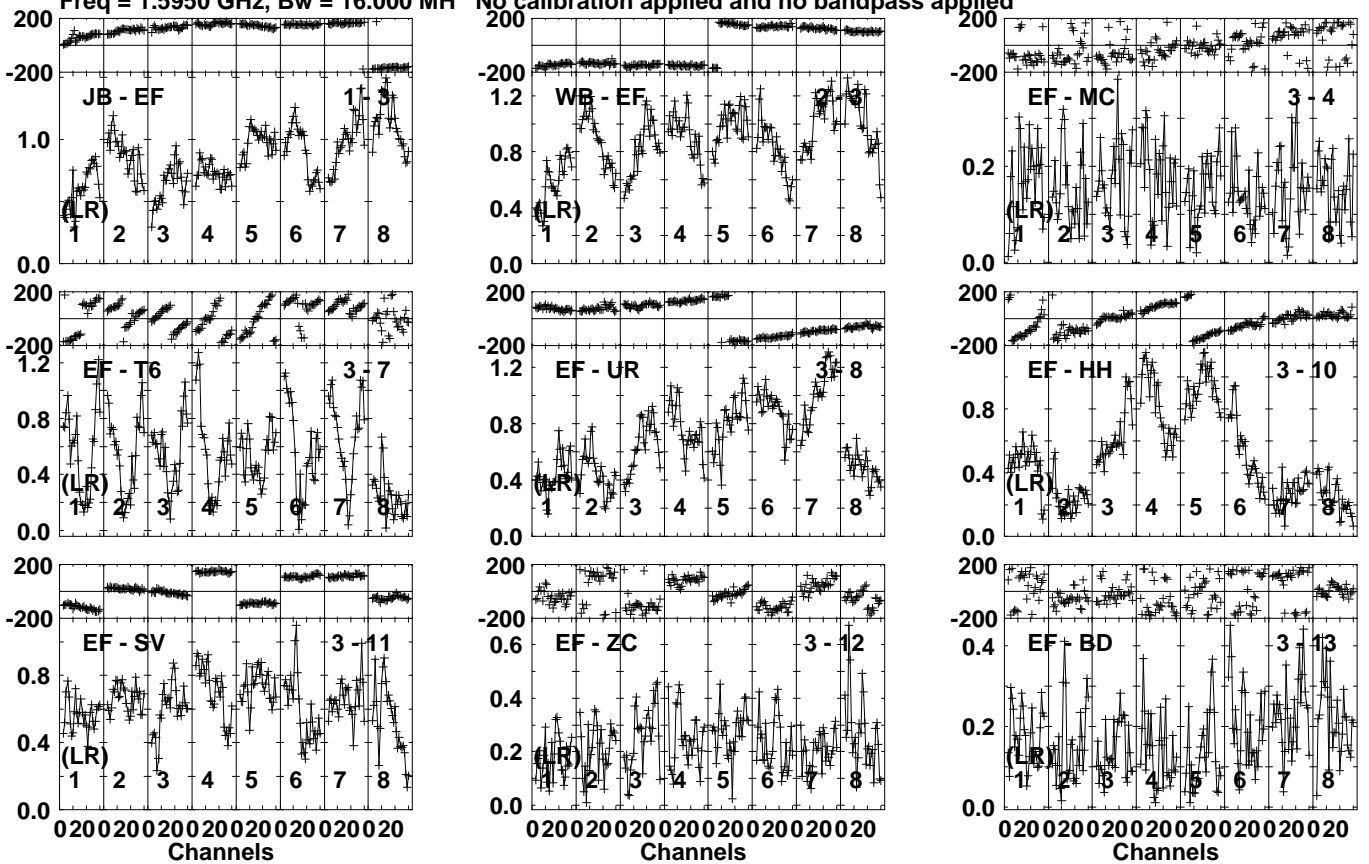 Freq = 1.5950 GHz, Bw = 16.000 MH No calibration applied and no bandpass applied
200 200 200
-200 -200 -200
JB - EF 1 - 3 WB - EF 2 - 3 EF - MC 3 - 4
1.0 1.2 0.8 0.4 0.2
(LR) (LR) (LR)
1 2 3 4 5 6 7 8 1 2 3 4 5 6 7 8 1 2 3 4 5 6 7 8
0.0 0.0 0.0
200 200 200
-200 -200 -200
EF - T6 3 - 7 EF - UR 3 - 8 EF - HH 3 - 10
1.2 0.8 0.4 1.2 0.8 0.4 0.8 0.4
(LR) (LR) (LR)
1 2 3 4 5 6 7 8 1 2 3 4 5 6 7 8 1 2 3 4 5 6 7 8
0.0 0.0 0.0
200 200 200
-200 -200 -200
EF - SV 3 - 11 EF - ZC 3 - 12 EF - BD 3 - 13
0.8 0.4 0.6 0.4 0.2 0.4 0.2
(LR) (LR) (LR)
1 2 3 4 5 6 7 8 1 2 3 4 5 6 7 8 1 2 3 4 5 6 7 8
0.0 0.0 0.0
0 20 0 20 0 20 0 20 0 20 0 20 0 20 0 20 0 20 0 20 0 20 0 20 0 20 0 20 0 20 0 20 0 20 0 20 0 20 0 20 0 20 0 20 0 20 0 20
Channels Channels Channels